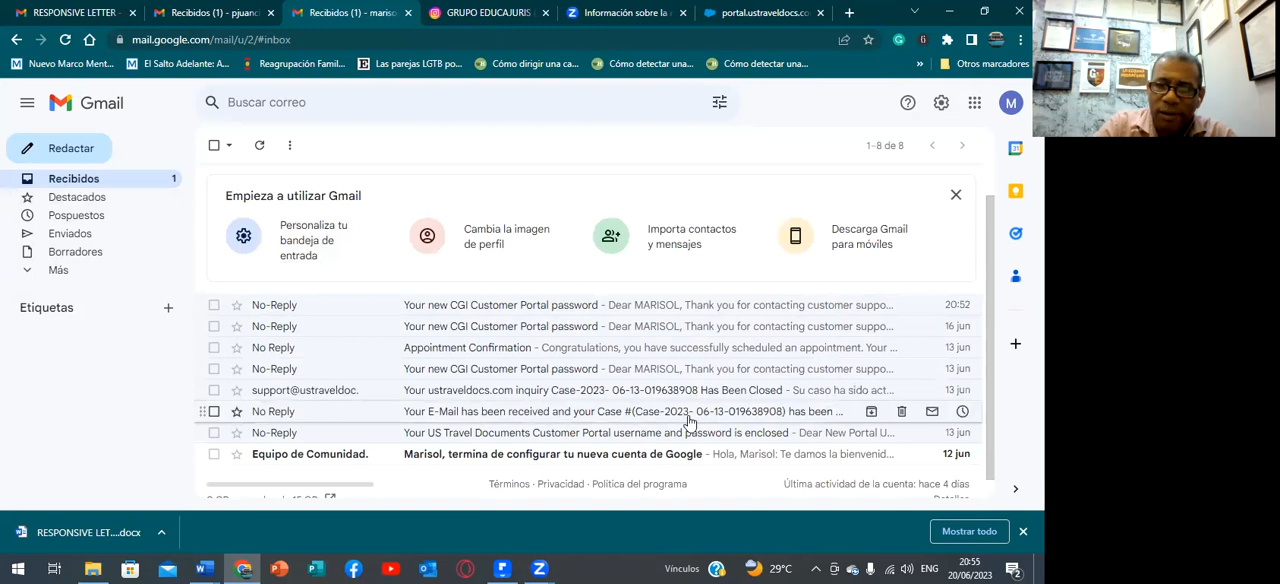 RESPONSIVE LETTER -
Recibidos (1) - pjuanc
Recibidos (1) - mariso
GRUPO EDUCAJURIS
Información sobre la r
portal.ustraveldocs.co
mail.google.com/mail/u/2/#inbox
Nuevo Marco Ment...
El Salto Adelante: A...
Reagrupación Famil...
Las parejas LGTB po...
Cómo dirigir una ca...
Cómo detectar una...
Cómo detectar una...
»
Otros marcadores
Gmail
Buscar correo
M
Redactar
1–8 de 8
Recibidos 1
Destacados
Pospuestos
Enviados
Borradores
Más
Etiquetas
Empieza a utilizar Gmail
Personaliza tu
bandeja de
entrada
Cambia la imagen
de perfil
Importa contactos
y mensajes
Descarga Gmail
para móviles
No-Reply Your new CGI Customer Portal password - Dear MARISOL, Thank you for contacting customer suppo... 20:52
No-Reply Your new CGI Customer Portal password - Dear MARISOL, Thank you for contacting customer suppo... 16 jun
No Reply Appointment Confirmation - Congratulations, you have successfully scheduled an appointment. Your ... 13 jun
No-Reply Your new CGI Customer Portal password - Dear MARISOL, Thank you for contacting customer suppo... 13 jun
support@ustraveldoc. Your ustraveldocs.com inquiry Case-2023- 06-13-019638908 Has Been Closed - Su caso ha sido act... 13 jun
No Reply Your E-Mail has been received and your Case #(Case-2023- 06-13-019638908) has been ...
No-Reply Your US Travel Documents Customer Portal username and password is enclosed - Dear New Portal U... 13 jun
Equipo de Comunidad. Marisol, termina de configurar tu nueva cuenta de Google - Hola, Marisol: Te damos la bienvenid... 12 jun
Términos · Privacidad · Política del programa
Última actividad de la cuenta: hace 4 días
RESPONSIVE LET....docx
Mostrar todo
Vínculos
29°C
ENG
20:55
20/06/2023